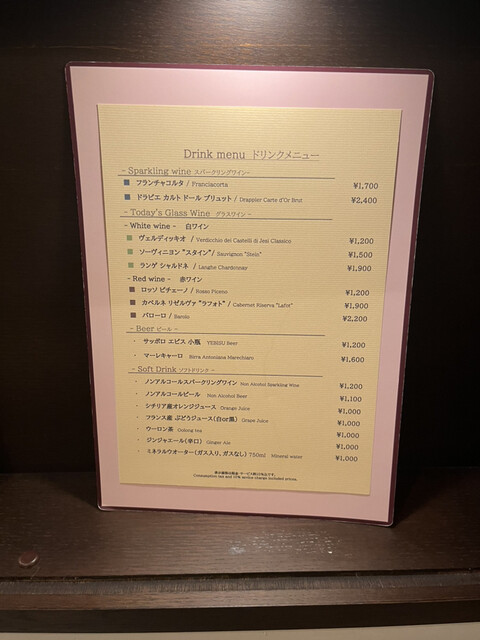 Drink menu ドリンクメニュー
- Sparkling wine スパークリングワイン-
フランチャコルタ / Franciacorta ¥1,700
ドラピエ カルト ドール ブリュット / Drappier Carte d'Or Brut ¥2,400
- Today's Glass Wine グラスワイン -
- White wine - 白ワイン
ヴェルディッキオ / Verdicchio dei Castelli di Jesi Classico ¥1,200
ソーヴィニヨン "スタイン"/ Sauvignon "Stein" ¥1,500
ランゲ シャルドネ / Langhe Chardonnay ¥1,900
- Red wine - 赤ワイン
ロッソ ピチェーノ / Rosso Piceno ¥1,200
カベルネ リゼルヴァ "ラフォト"/ Cabernet Riserva "Lafot" ¥1,900
バローロ / Barolo ¥2,200
- Beer ビール -
・ サッポロ ヱビス 小瓶 YEBISU Beer ¥1,200
・ マーレキャーロ Birra Antoniana Marechiaro ¥1,600
- Soft Drink ソフトドリンク -
・ ノンアルコールスパークリングワイン Non Alcohol Sparkling Wine ¥1,200
・ ノンアルコールビール Non Alcohol Beer ¥1,100
・ シチリア産オレンジジュース Orange Juice ¥1,000
・ フランス産 ぶどうジュース(白or黒) Grape Juice ¥1,000
・ ウーロン茶 Oolong tea ¥1,000
・ ジンジャエール(辛口) Ginger Ale ¥1,000
・ ミネラルウオーター(ガス入り、ガスなし) 750ml Mineral water ¥1,000
Consumption tax and 10% service charge included prices.